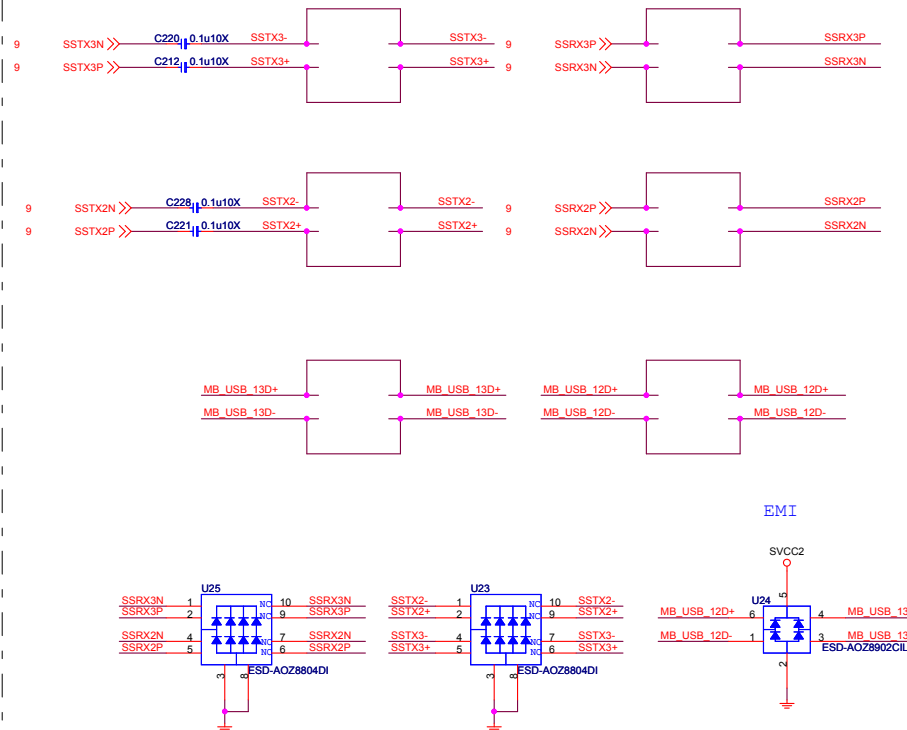 9 SSTX3N C220 0.1u10X SSTX3- SSTX3- 9 SSRX3P SSRX3P
9 SSTX3P C212 0.1u10X SSTX3+ SSTX3+ 9 SSRX3N SSRX3N
9 SSTX2N C228 0.1u10X SSTX2- SSTX2- 9 SSRX2P SSRX2P
9 SSTX2P C221 0.1u10X SSTX2+ SSTX2+ 9 SSRX2N SSRX2N
MB_USB_13D+ MB_USB_13D+ MB_USB_12D+ MB_USB_12D+
MB_USB_13D- MB_USB_13D- MB_USB_12D- MB_USB_12D-
EMI
SVCC2
U25 U23 U24
5
SSRX3N 1 NC 10 SSRX3N SSTX2- 1 NC 10 SSTX2-
SSRX3P 2 NC 9 SSRX3P SSTX2+ 2 NC 9 SSTX2+ MB_USB_12D+ 6 4 MB_USB_13
SSRX2N 4 NC 7 SSRX2N SSTX3- 4 NC 7 SSTX3- MB_USB_12D- 1 3 MB_USB_13
SSRX2P 5 NC 6 SSRX2P SSTX3+ 5 NC 6 SSTX3+ ESD-AOZ8902CIL
2
3 8 ESD-AOZ8804DI 3 8 ESD-AOZ8804DI